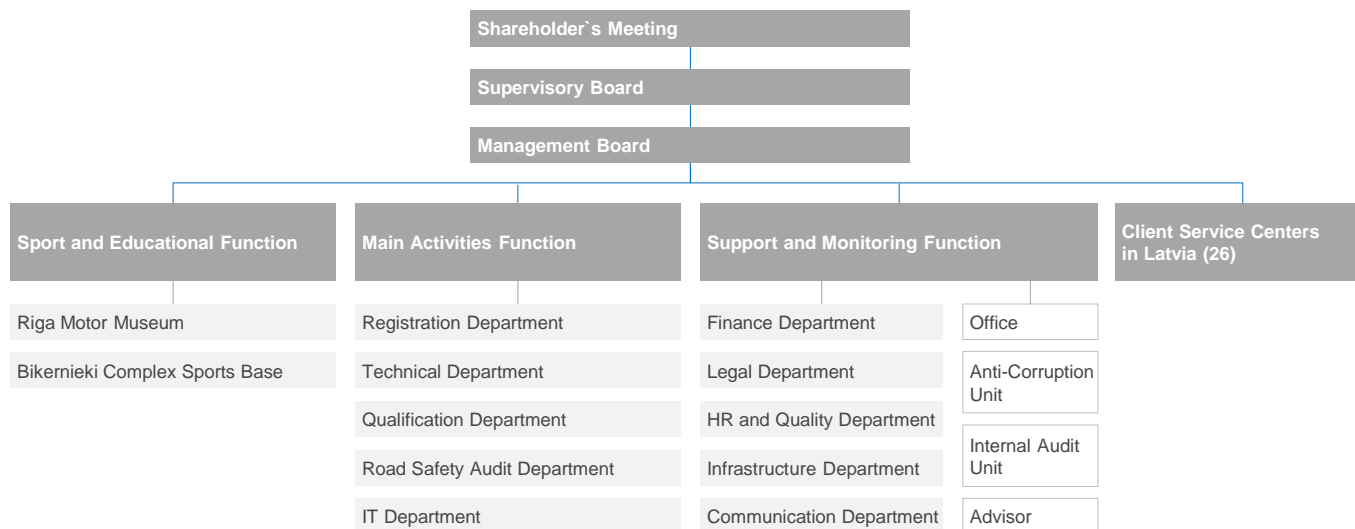 Shareholder`s Meeting
Supervisory Board
Management Board
Sport and Educational Function
Main Activities Function
Support and Monitoring Function
Client Service Centers
in Latvia (26)
Riga Motor Museum
Bikernieki Complex Sports Base
Registration Department
Technical Department
Qualification Department
Road Safety Audit Department
IT Department
Finance Department
Legal Department
HR and Quality Department
Infrastructure Department
Communication Department
Office
Anti-Corruption
Unit
Internal Audit
Unit
Advisor